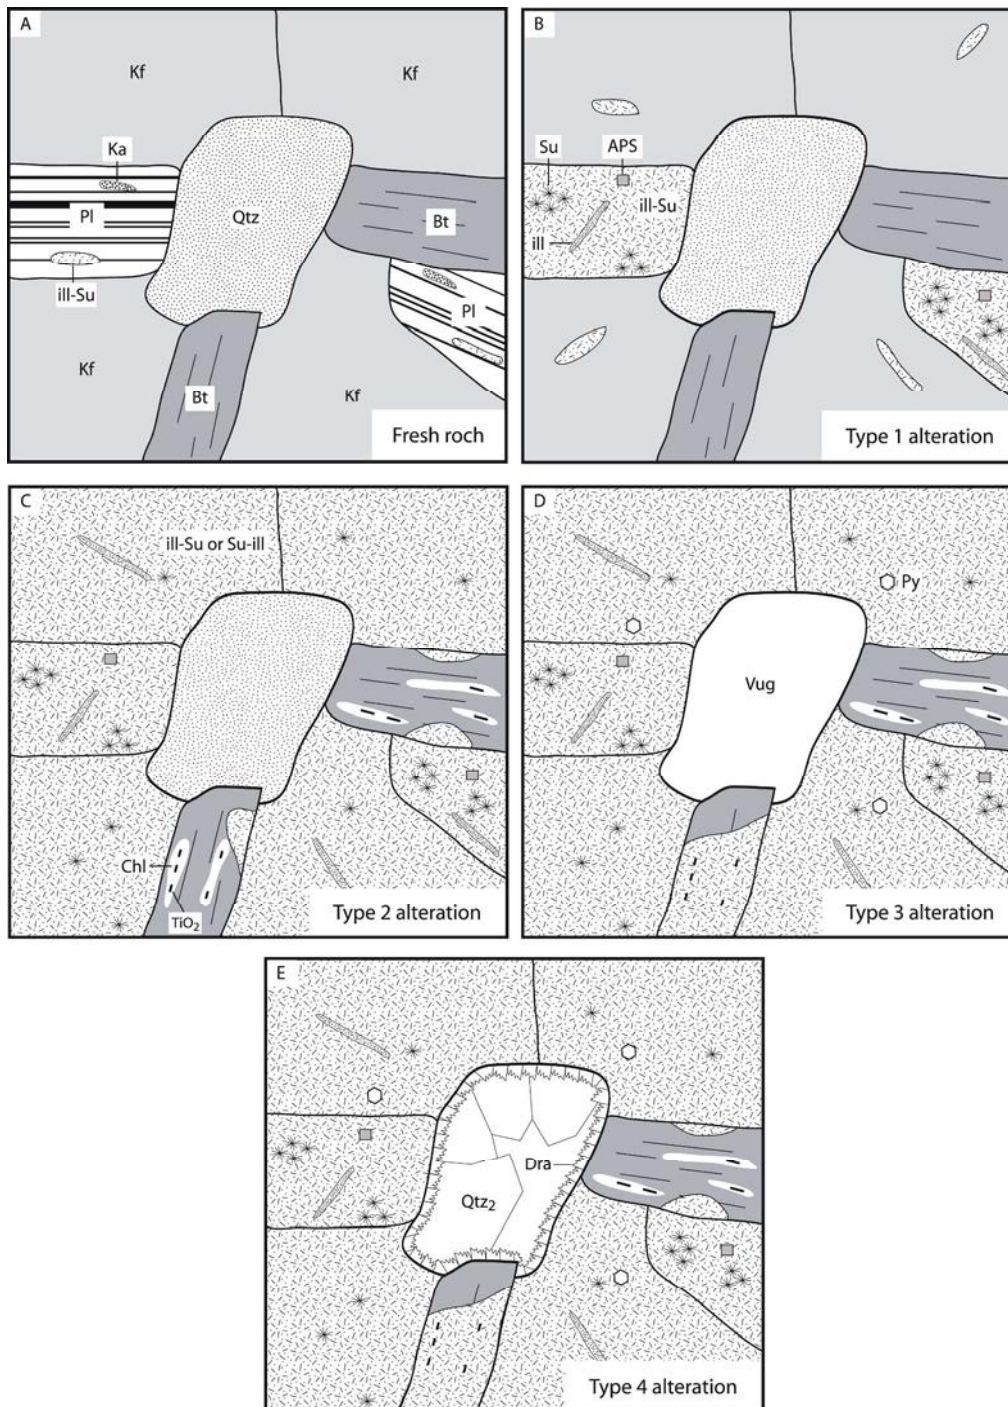 A
Kf
Kf
Ka
Pl
Qtz
Bt
ill-Su
Pl
Kf
Bt
Kf
Fresh roch
B
Su
APS
ill-Su
ill
Type 1 alteration
C
ill-Su or Su-ill
Chl
TiO₂
Type 2 alteration
D
Py
Vug
Type 3 alteration
E
Dra
Qtz₂
Type 4 alteration